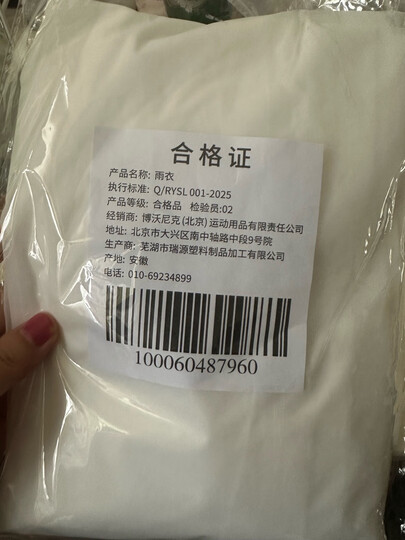 合格证
产品名称: 雨衣
执行标准: Q/RYSL 001-2025
产品等级: 合格品 检验员:02
经销商: 博沃尼克 (北京) 运动用品有限责任公司
地址: 北京市大兴区南中轴路中段9号院
生产商: 芜湖市瑞源塑料制品加工有限公司
产地: 安徽
电话: 010-69234899
100060487960